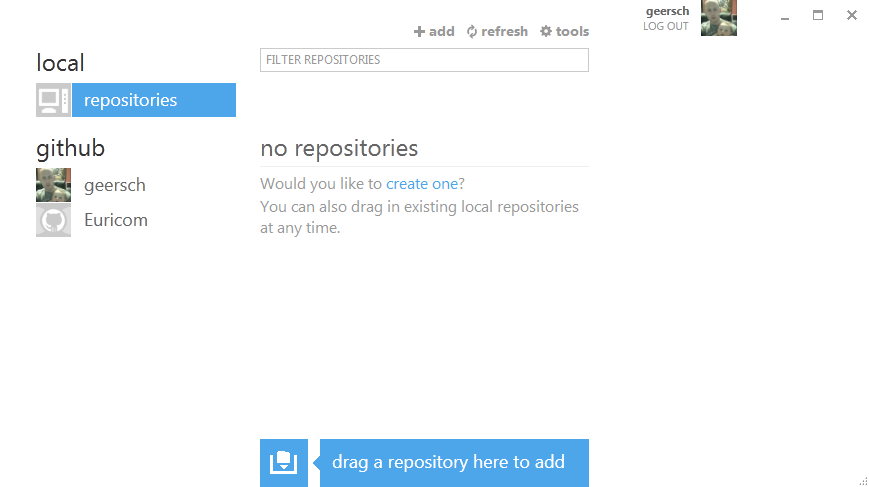 geersch
LOG OUT
add
refresh
tools
FILTER REPOSITORIES
local
repositories
github
geersch
Euricom
no repositories
Would you like to create one?
You can also drag in existing local repositories
at any time.
drag a repository here to add